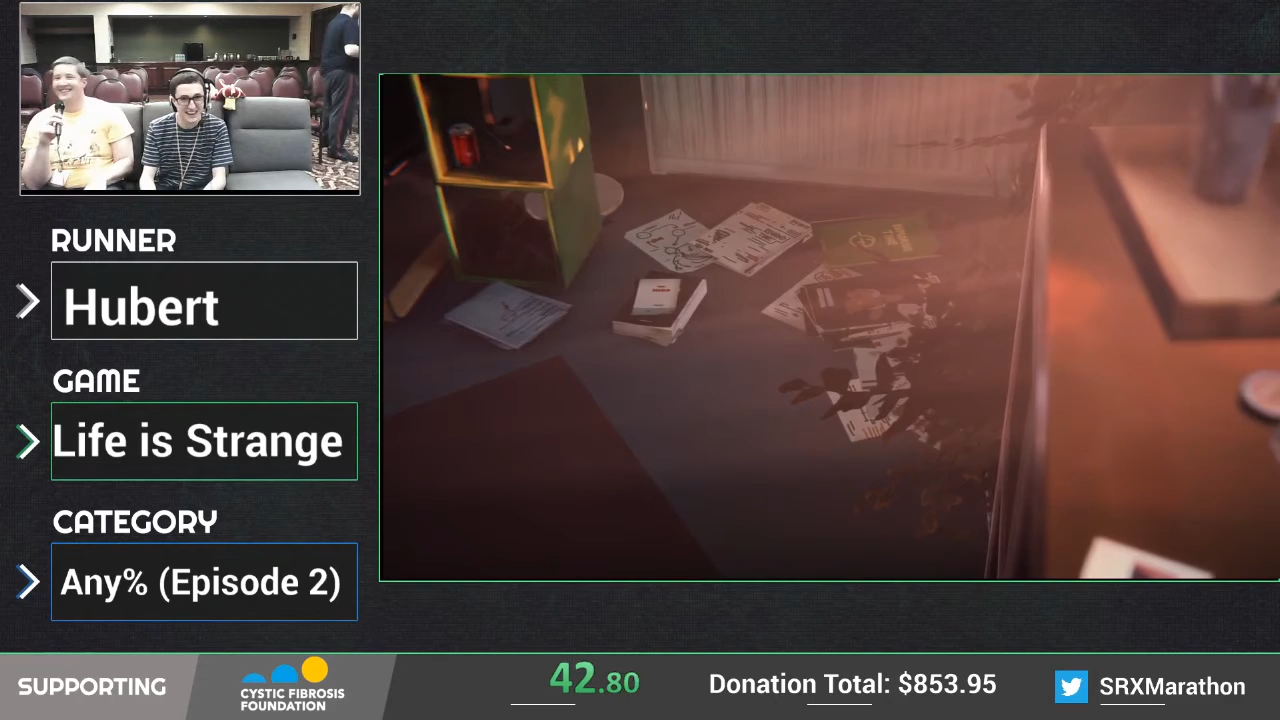 RUNNER
Hubert
GAME
Life is Strange
CATEGORY
Any% (Episode 2)
SUPPORTING
CYSTIC FIBROSIS
FOUNDATION
42.80
Donation Total: $853.95
SRXMarathon